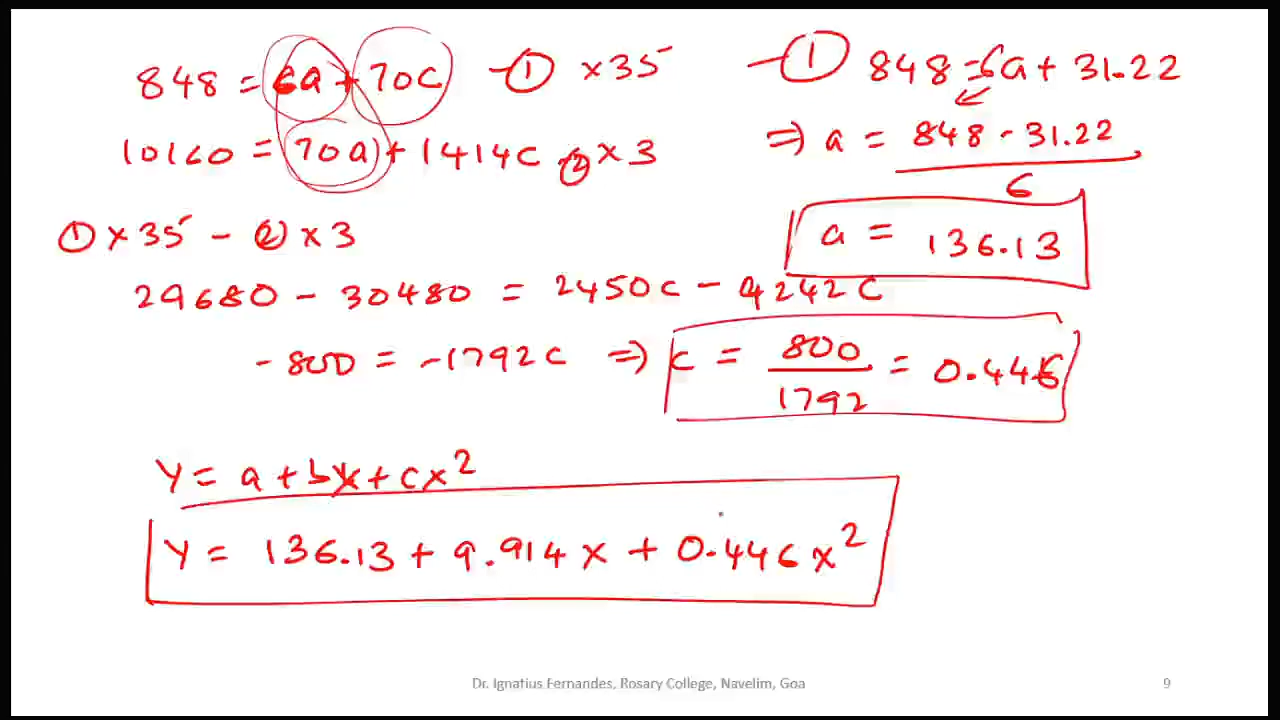 848 = 6a + 70c - ① ×35
10160 = 70a + 1414c ② ×3
① ×35 - ② ×3
29680 - 30480 = 2450c - 4242c
-800 = -1792c ⇒ c = 800/1792 = 0.446
- ① 848 = 6a + 31.22
⇒ a = 848 - 31.22 / 6
a = 136.13
Y = a + bx + cx²
Y = 136.13 + 9.914x + 0.446x²
Dr. Ignatius Fernandes, Rosary College, Navelim, Goa
9